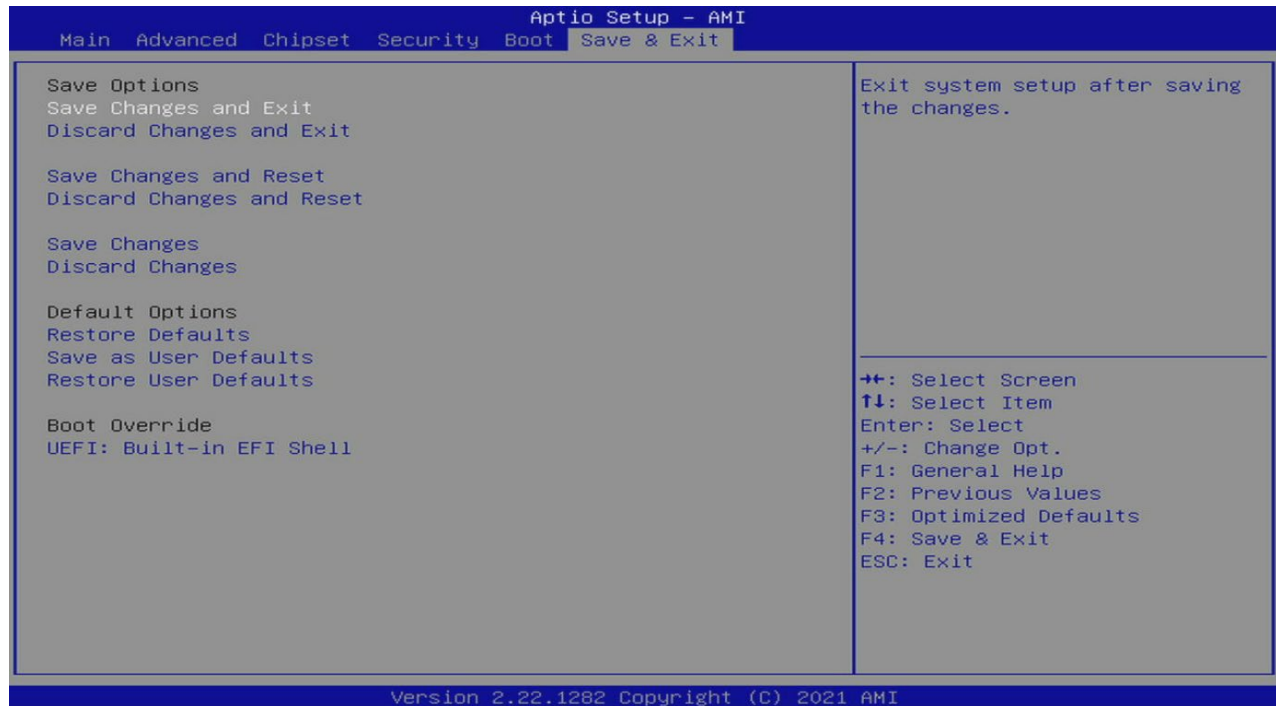 Aptio Setup – AMI
Main Advanced Chipset Security Boot Save & Exit
Save Options
Save Changes and Exit
Discard Changes and Exit
Save Changes and Reset
Discard Changes and Reset
Save Changes
Discard Changes
Default Options
Restore Defaults
Save as User Defaults
Restore User Defaults
Boot Override
UEFI: Built-in EFI Shell
Exit system setup after saving
the changes.
→←: Select Screen
↑↓: Select Item
Enter: Select
+/-: Change Opt.
F1: General Help
F2: Previous Values
F3: Optimized Defaults
F4: Save & Exit
ESC: Exit
Version 2.22.1282 Copyright (C) 2021 AMI